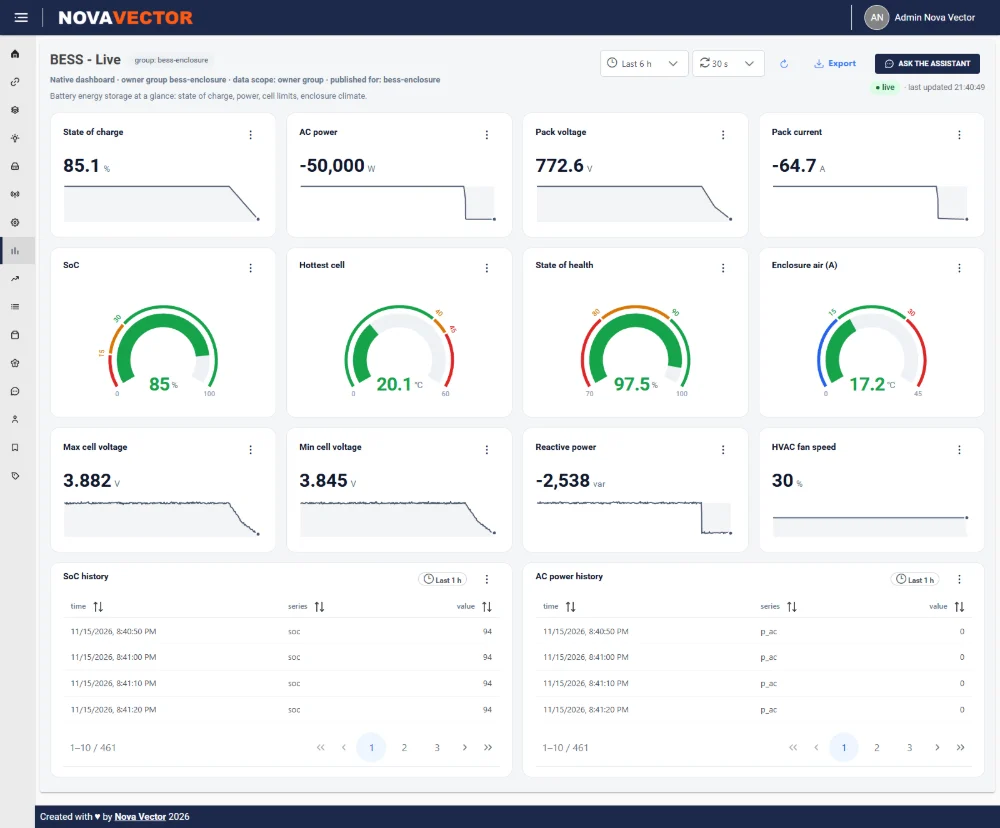 NOVAVECTOR
AN Admin Nova Vector
BESS - Live group: bess-enclosure
Last 6 h 30 s Export ASK THE ASSISTANT
Native dashboard · owner group bess-enclosure · data scope: owner group · published for: bess-enclosure
live · last updated 21:40:49
Battery energy storage at a glance: state of charge, power, cell limits, enclosure climate.
State of charge
85.1 %
AC power
-50,000 W
Pack voltage
772.6 V
Pack current
-64.7 A
SoC
15 30
85 %
0 100
Hottest cell
40 45
20.1 °C
0 60
State of health
80 90
97.5 %
70 100
Enclosure air (A)
15 30
17.2 °C
0 45
Max cell voltage
3.882 V
Min cell voltage
3.845 V
Reactive power
-2,538 var
HVAC fan speed
30 %
SoC history Last 1 h
time series value
11/15/2026, 8:40:50 PM soc 94
11/15/2026, 8:41:00 PM soc 94
11/15/2026, 8:41:10 PM soc 94
11/15/2026, 8:41:20 PM soc 94
1–10 / 461 « ‹ 1 2 3 › »
AC power history Last 1 h
time series value
11/15/2026, 8:40:50 PM p_ac 0
11/15/2026, 8:41:00 PM p_ac 0
11/15/2026, 8:41:10 PM p_ac 0
11/15/2026, 8:41:20 PM p_ac 0
1–10 / 461 « ‹ 1 2 3 › »
Created with ♥ by Nova Vector 2026